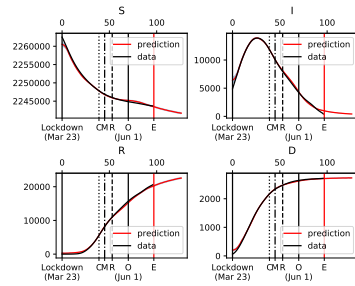 S
0 50 100
2260000
2255000
2250000
2245000
prediction
data
Lockdown CMR O E
(Mar 23) (Jun 1)
I
0 50 100
10000
5000
0
prediction
data
Lockdown CMR O E
(Mar 23) (Jun 1)
R
0 50 100
20000
10000
0
prediction
data
Lockdown CMR O E
(Mar 23) (Jun 1)
D
0 50 100
2000
1000
0
prediction
data
Lockdown CMR O E
(Mar 23) (Jun 1)